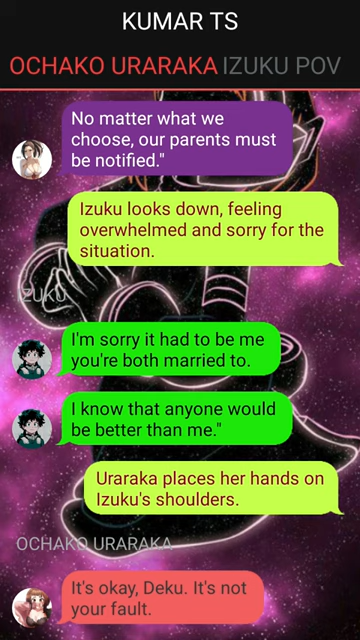 KUMAR TS
OCHAKO URARAKA IZUKU POV
No matter what we
choose, our parents must
be notified."
Izuku looks down, feeling
overwhelmed and sorry for the
situation.
IZUKU
I'm sorry it had to be me
you're both married to.
I know that anyone would
be better than me."
Uraraka places her hands on
Izuku's shoulders.
OCHAKO URARAKA
It's okay, Deku. It's not
your fault.